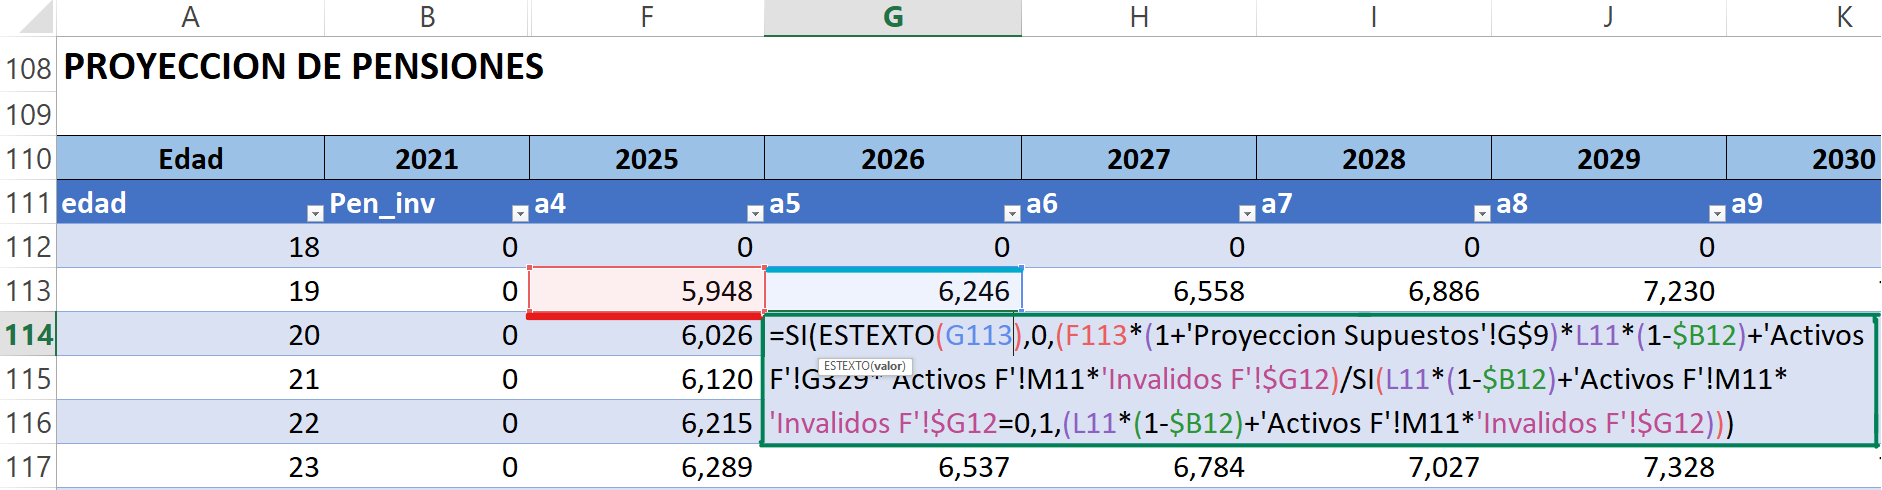 A B F G H I J K
108 PROYECCION DE PENSIONES
109
110 Edad 2021 2025 2026 2027 2028 2029 2030
111 edad Pen_inv a4 a5 a6 a7 a8 a9
112 18 0 0 0 0 0 0
113 19 0 5,948 6,246 6,558 6,886 7,230
114 20 0 6,026 =SI(ESTEXTO(G113),0,(F113*(1+'Proyeccion Supuestos'!G$9)*L11*(1-$B12)+'Activos
ESTEXTO(valor)
115 21 0 6,120 F'!G329*'Activos F'!M11*'Invalidos F'!$G12)/SI(L11*(1-$B12)+'Activos F'!M11*
116 22 0 6,215 'Invalidos F'!$G12=0,1,(L11*(1-$B12)+'Activos F'!M11*'Invalidos F'!$G12)))
117 23 0 6,289 6,537 6,784 7,027 7,328